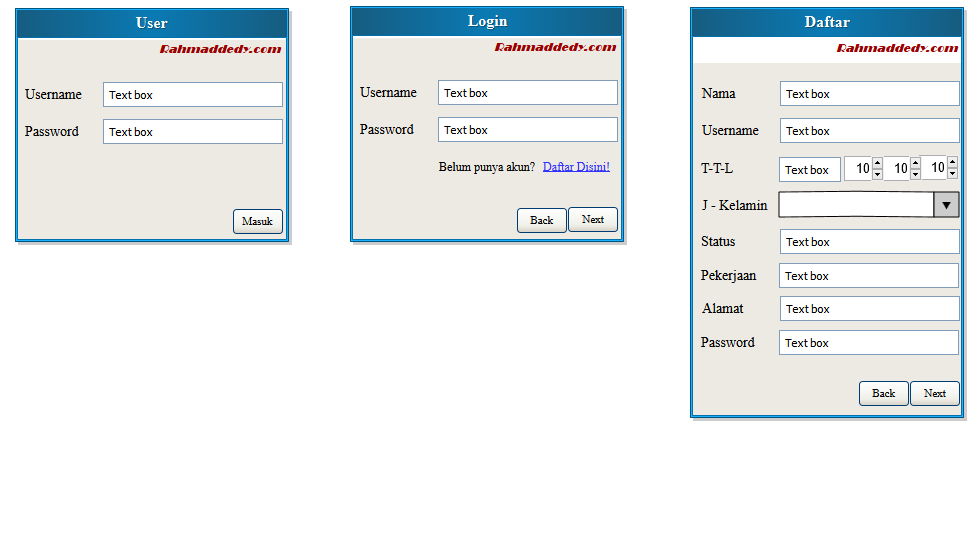 User
Rahmaddedy.com
Username Text box
Password Text box
Masuk
Login
Rahmaddedy.com
Username Text box
Password Text box
Belum punya akun? Daftar Disini!
Back Next
Daftar
Rahmaddedy.com
Nama Text box
Username Text box
T-T-L Text box 10 10 10
J - Kelamin
Status Text box
Pekerjaan Text box
Alamat Text box
Password Text box
Back Next